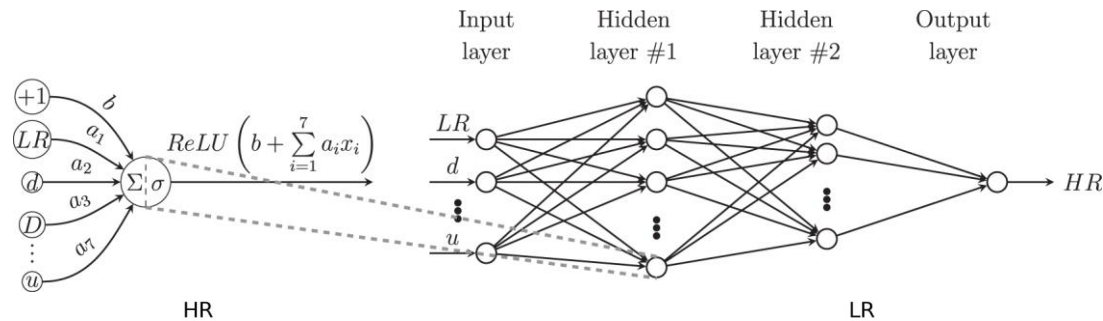 Input layer
Hidden layer #1
Hidden layer #2
Output layer
+1
b
LR
a₁
d
a₂
D
a₃
⋮
u
a₇
Σ σ
ReLU (b + ∑_{i=1}^{7} aᵢxᵢ)
LR
d
u
HR
HR
LR